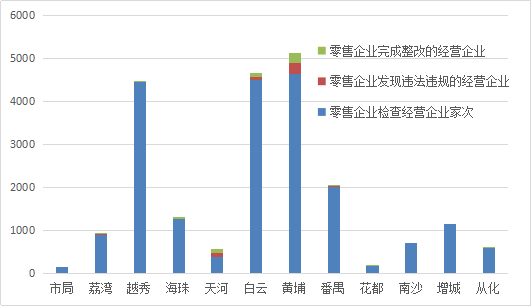 6000
5000
4000
3000
2000
1000
0
零售企业完成整改的经营企业
零售企业发现违法违规的经营企业
零售企业检查经营企业家次
市局 荔湾 越秀 海珠 天河 白云 黄埔 番禺 花都 南沙 增城 从化